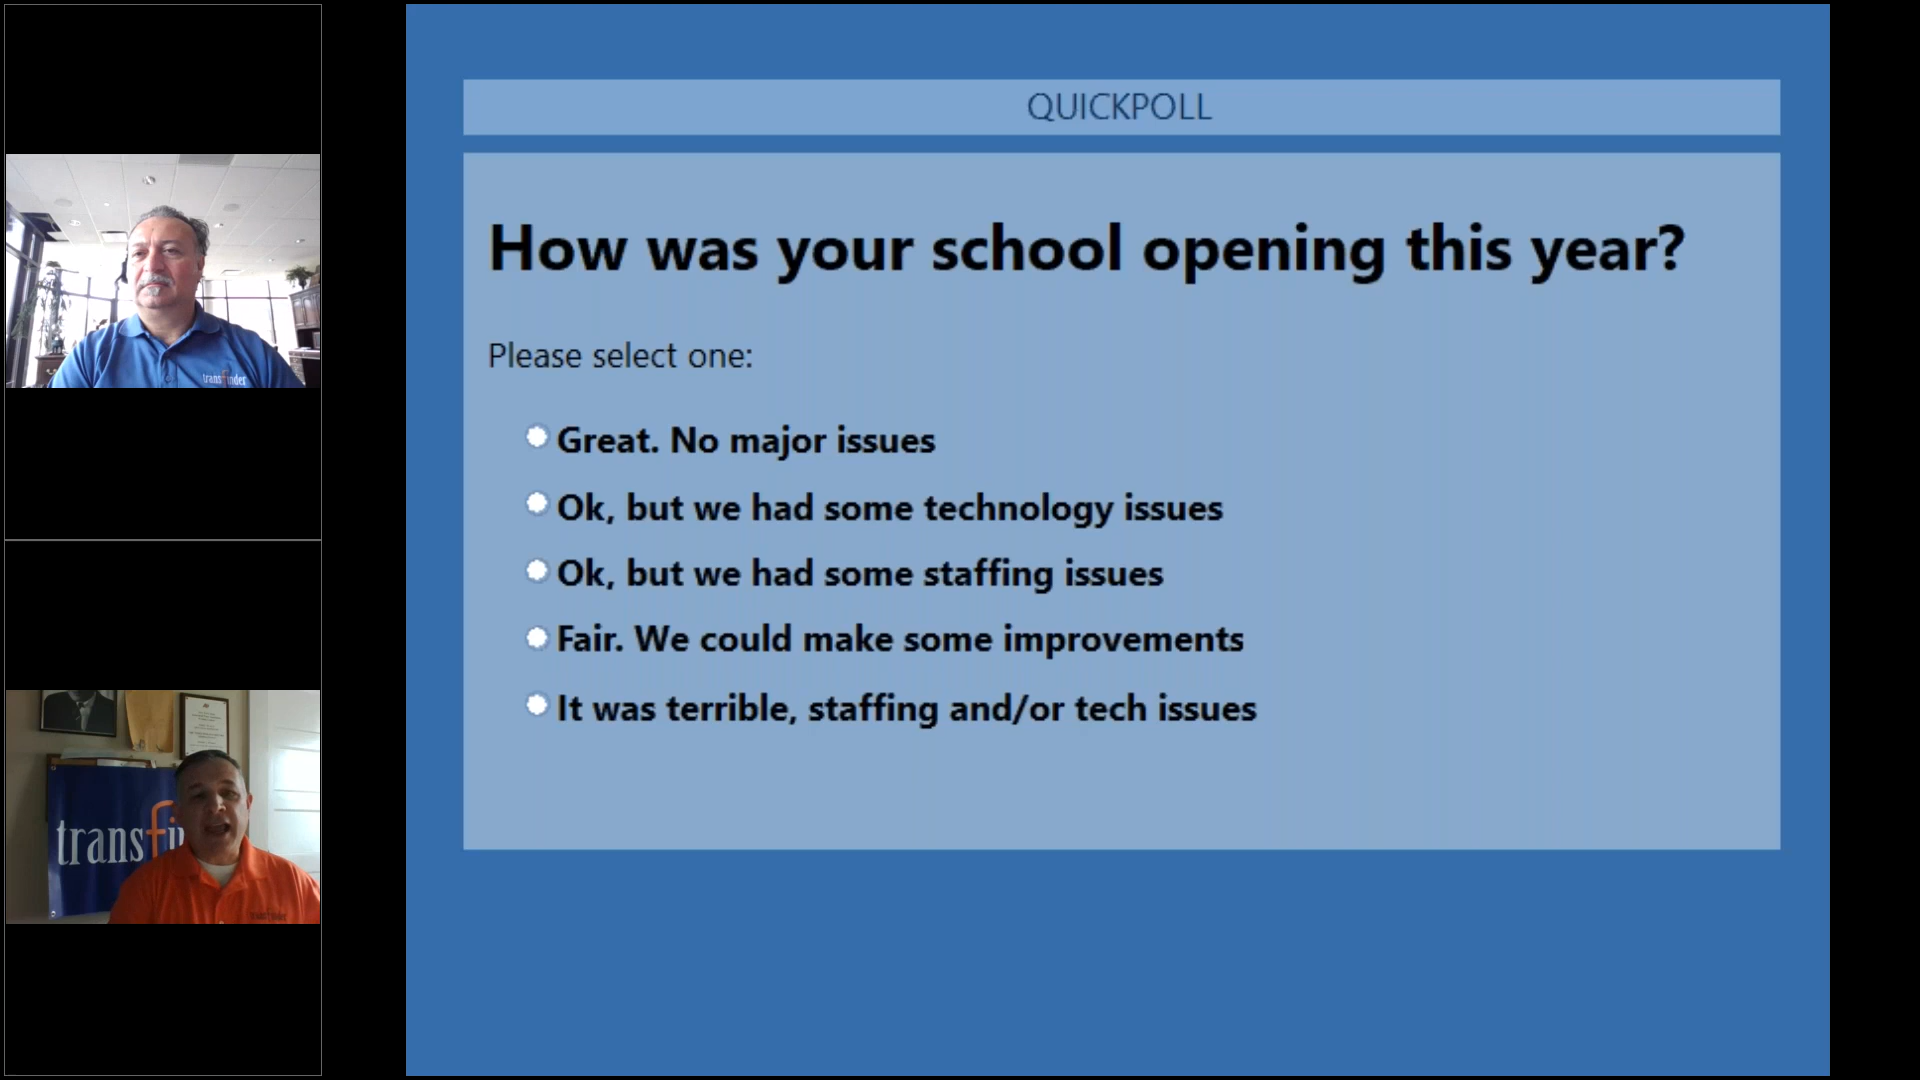 QUICKPOLL
How was your school opening this year?
Please select one:
Great. No major issues
Ok, but we had some technology issues
Ok, but we had some staffing issues
Fair. We could make some improvements
It was terrible, staffing and/or tech issues
transfinder
transfi